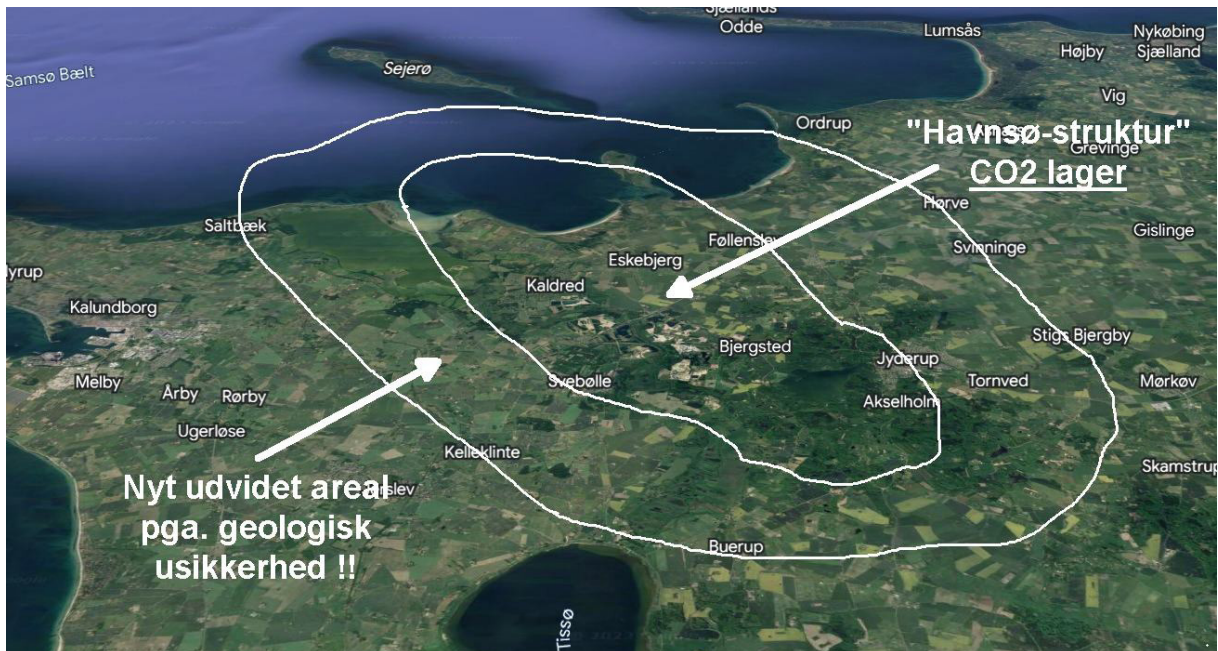 Sjællands
Odde
Lumsås
Nykøbing
Sjælland
Højby
Samsø Bælt
Sejerø
Vig
Ordrup
"Havnsø-struktur"
CO2 lager
Grevinge
Hørve
Saltbæk
Føllenslev
Svinninge
Gislinge
Eskebjerg
Kaldred
Kalundborg
Bjergsted
Stigs Bjergby
Jyderup
Melby
Årby
Rørby
Svebølle
Tornved
Mørkøv
Akselholm
Ugerløse
Kelleklinte
Skamstrup
Nyt udvidet areal
pga. geologisk
usikkerhed !!
Buerup
Tissø